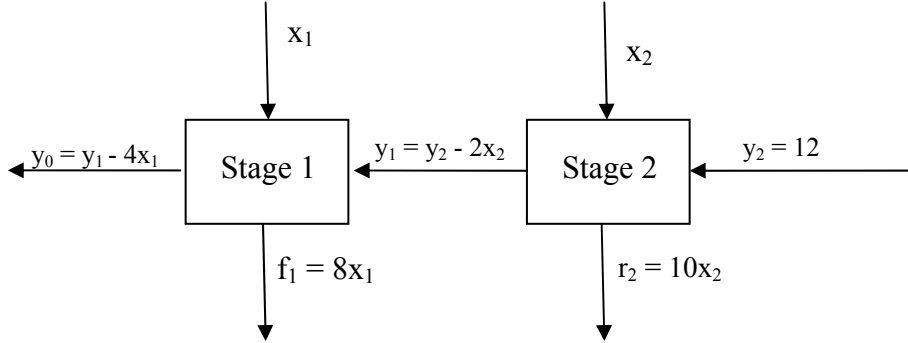 x₁
x₂
y₀ = y₁ - 4x₁
Stage 1
y₁ = y₂ - 2x₂
Stage 2
y₂ = 12
f₁ = 8x₁
r₂ = 10x₂